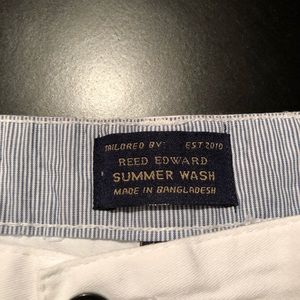 TAILORED BY: EST 2010
REED EDWARD
SUMMER WASH
MADE IN BANGLADESH